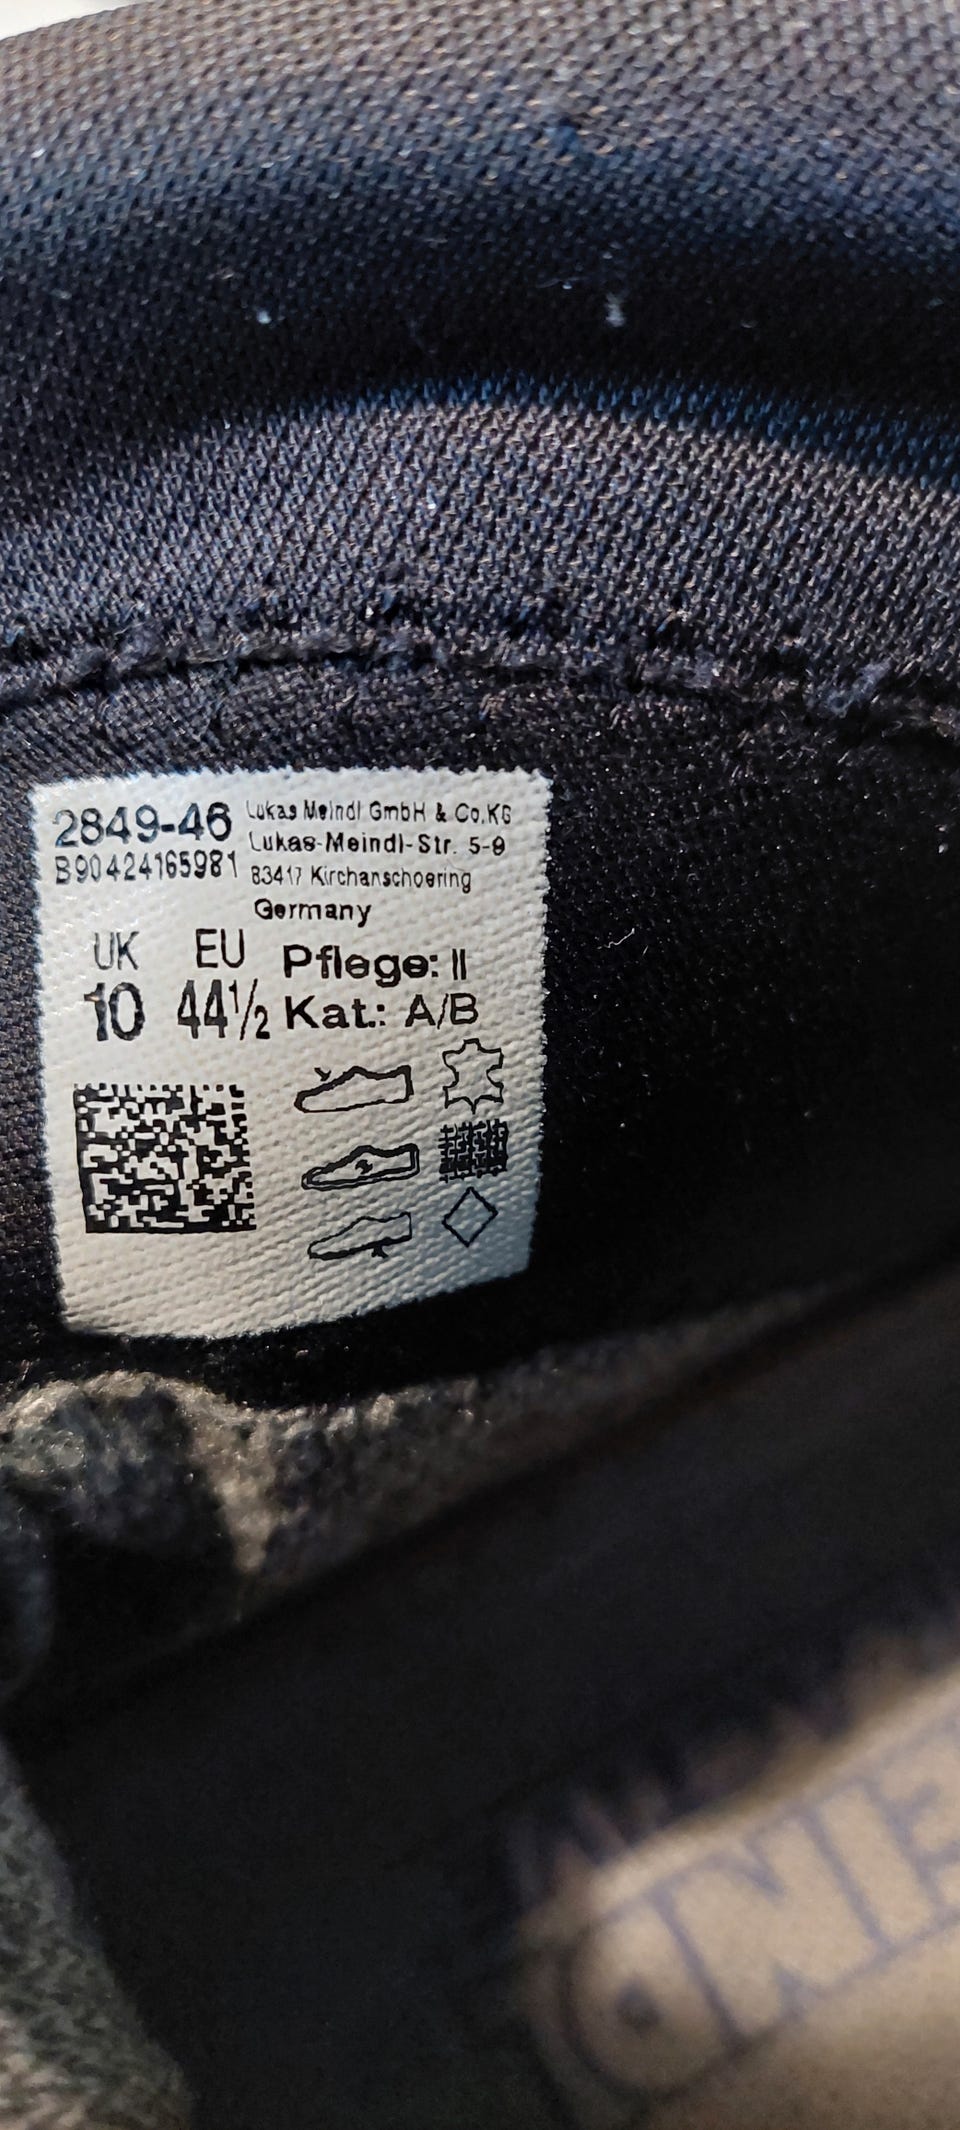 2849-46
B90424165981
Lukas Meindl GmbH & Co.KG
Lukas-Meindl-Str. 5-9
83417 Kirchanschoering
Germany
UK EU
10 44½
Pflege: II
Kat.: A/B